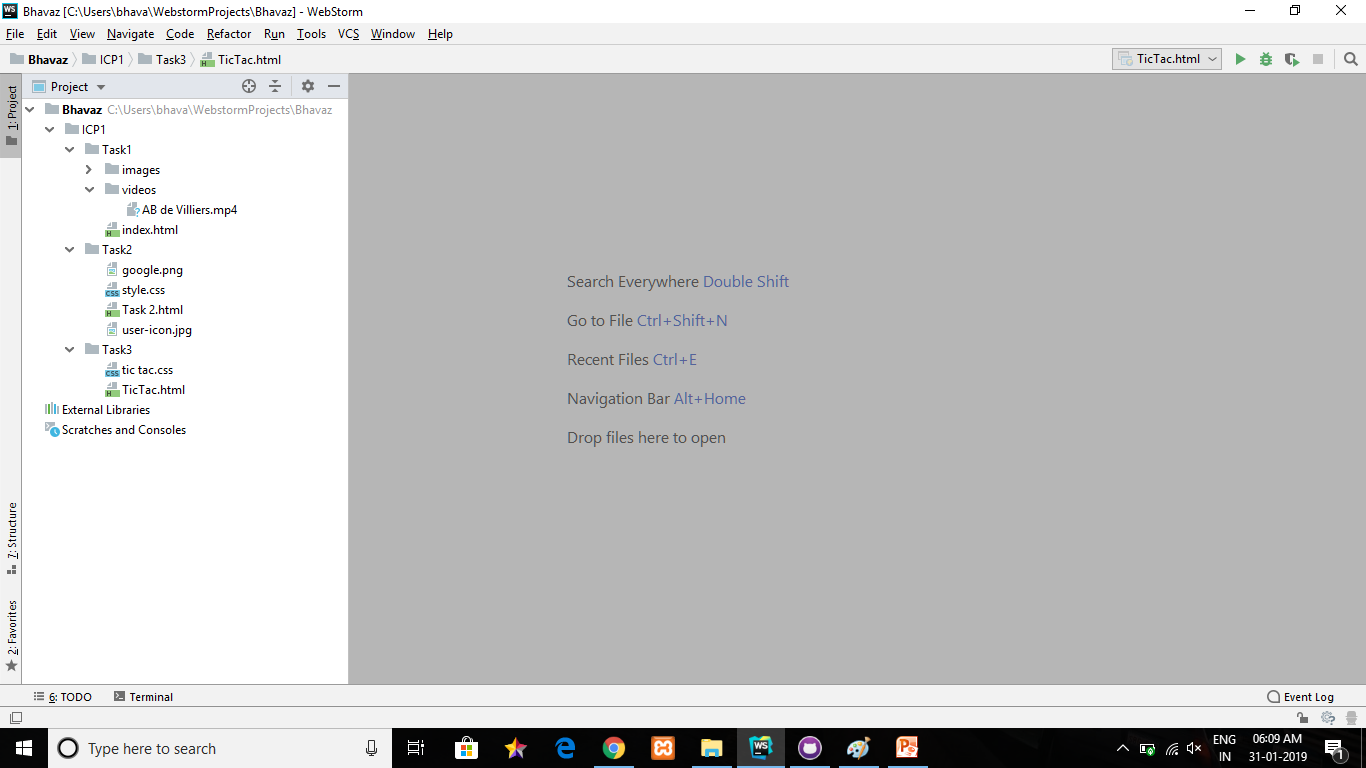 Bhavaz [C:\Users\bhava\WebstormProjects\Bhavaz] - WebStorm
File Edit View Navigate Code Refactor Run Tools VCS Window Help
Bhavaz ICP1 Task3 TicTac.html TicTac.html
Project
1: Project
Bhavaz C:\Users\bhava\WebstormProjects\Bhavaz
ICP1
Task1
images
videos
AB de Villiers.mp4
index.html
Task2
google.png
style.css
Task 2.html
user-icon.jpg
Task3
tic tac.css
TicTac.html
External Libraries
Scratches and Consoles
7: Structure
2: Favorites
Search Everywhere Double Shift
Go to File Ctrl+Shift+N
Recent Files Ctrl+E
Navigation Bar Alt+Home
Drop files here to open
6: TODO Terminal Event Log
Type here to search
ENG
IN
06:09 AM
31-01-2019
1